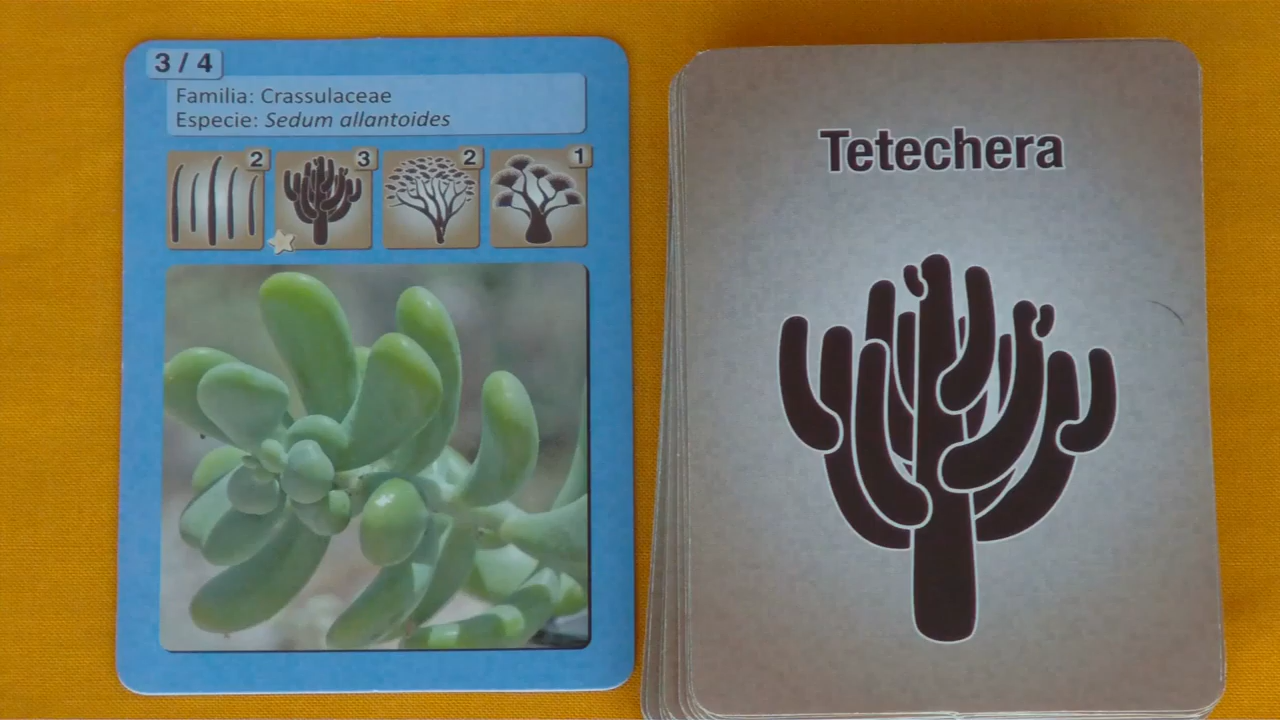 3 / 4
Familia: Crassulaceae
Especie: Sedum allantoides
2 3 2 1
Tetechera